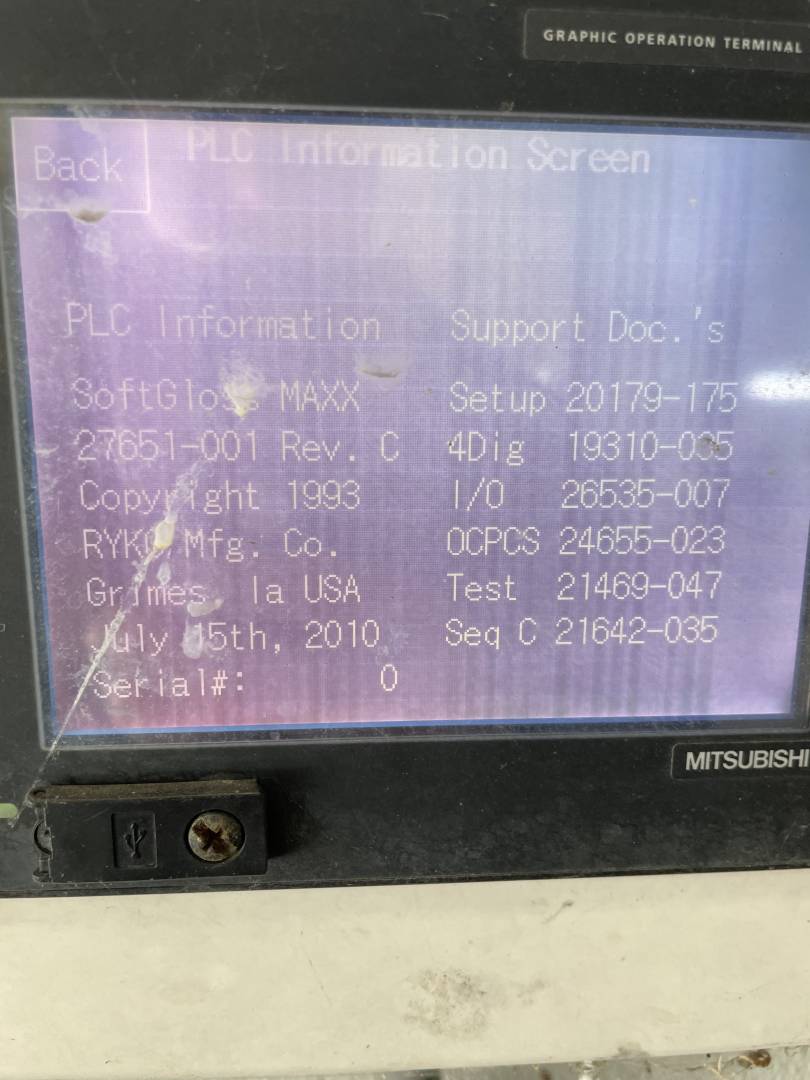 GRAPHIC OPERATION TERMINAL
Back
PLC Information Screen
PLC Information
Support Doc.'s
SoftGloss MAXX
Setup 20179-175
27651-001 Rev. C
4Dig 19310-035
Copyright 1993
I/O 26535-007
RYKO Mfg. Co.
OCPCS 24655-023
Grimes, Ia USA
Test 21469-047
July 15th, 2010
Seq C 21642-035
Serial#: 0
MITSUBISHI